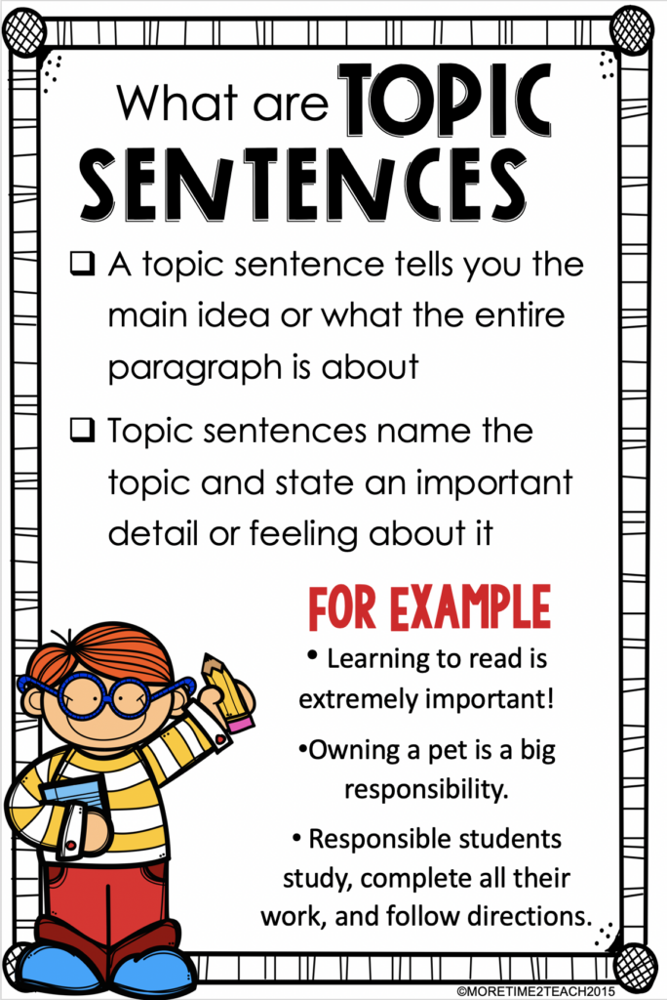 What are TOPIC
SENTENCES
❑ A topic sentence tells you the
main idea or what the entire
paragraph is about
❑ Topic sentences name the
topic and state an important
detail or feeling about it
FOR EXAMPLE
• Learning to read is
extremely important!
•Owning a pet is a big
responsibility.
• Responsible students
study, complete all their
work, and follow directions.
©MORETIME2TEACH2015